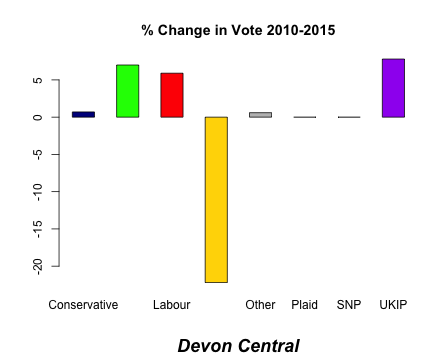 % Change in Vote 2010-2015
5
0
-5
-10
-15
-20
Conservative Labour Other Plaid SNP UKIP
Devon Central